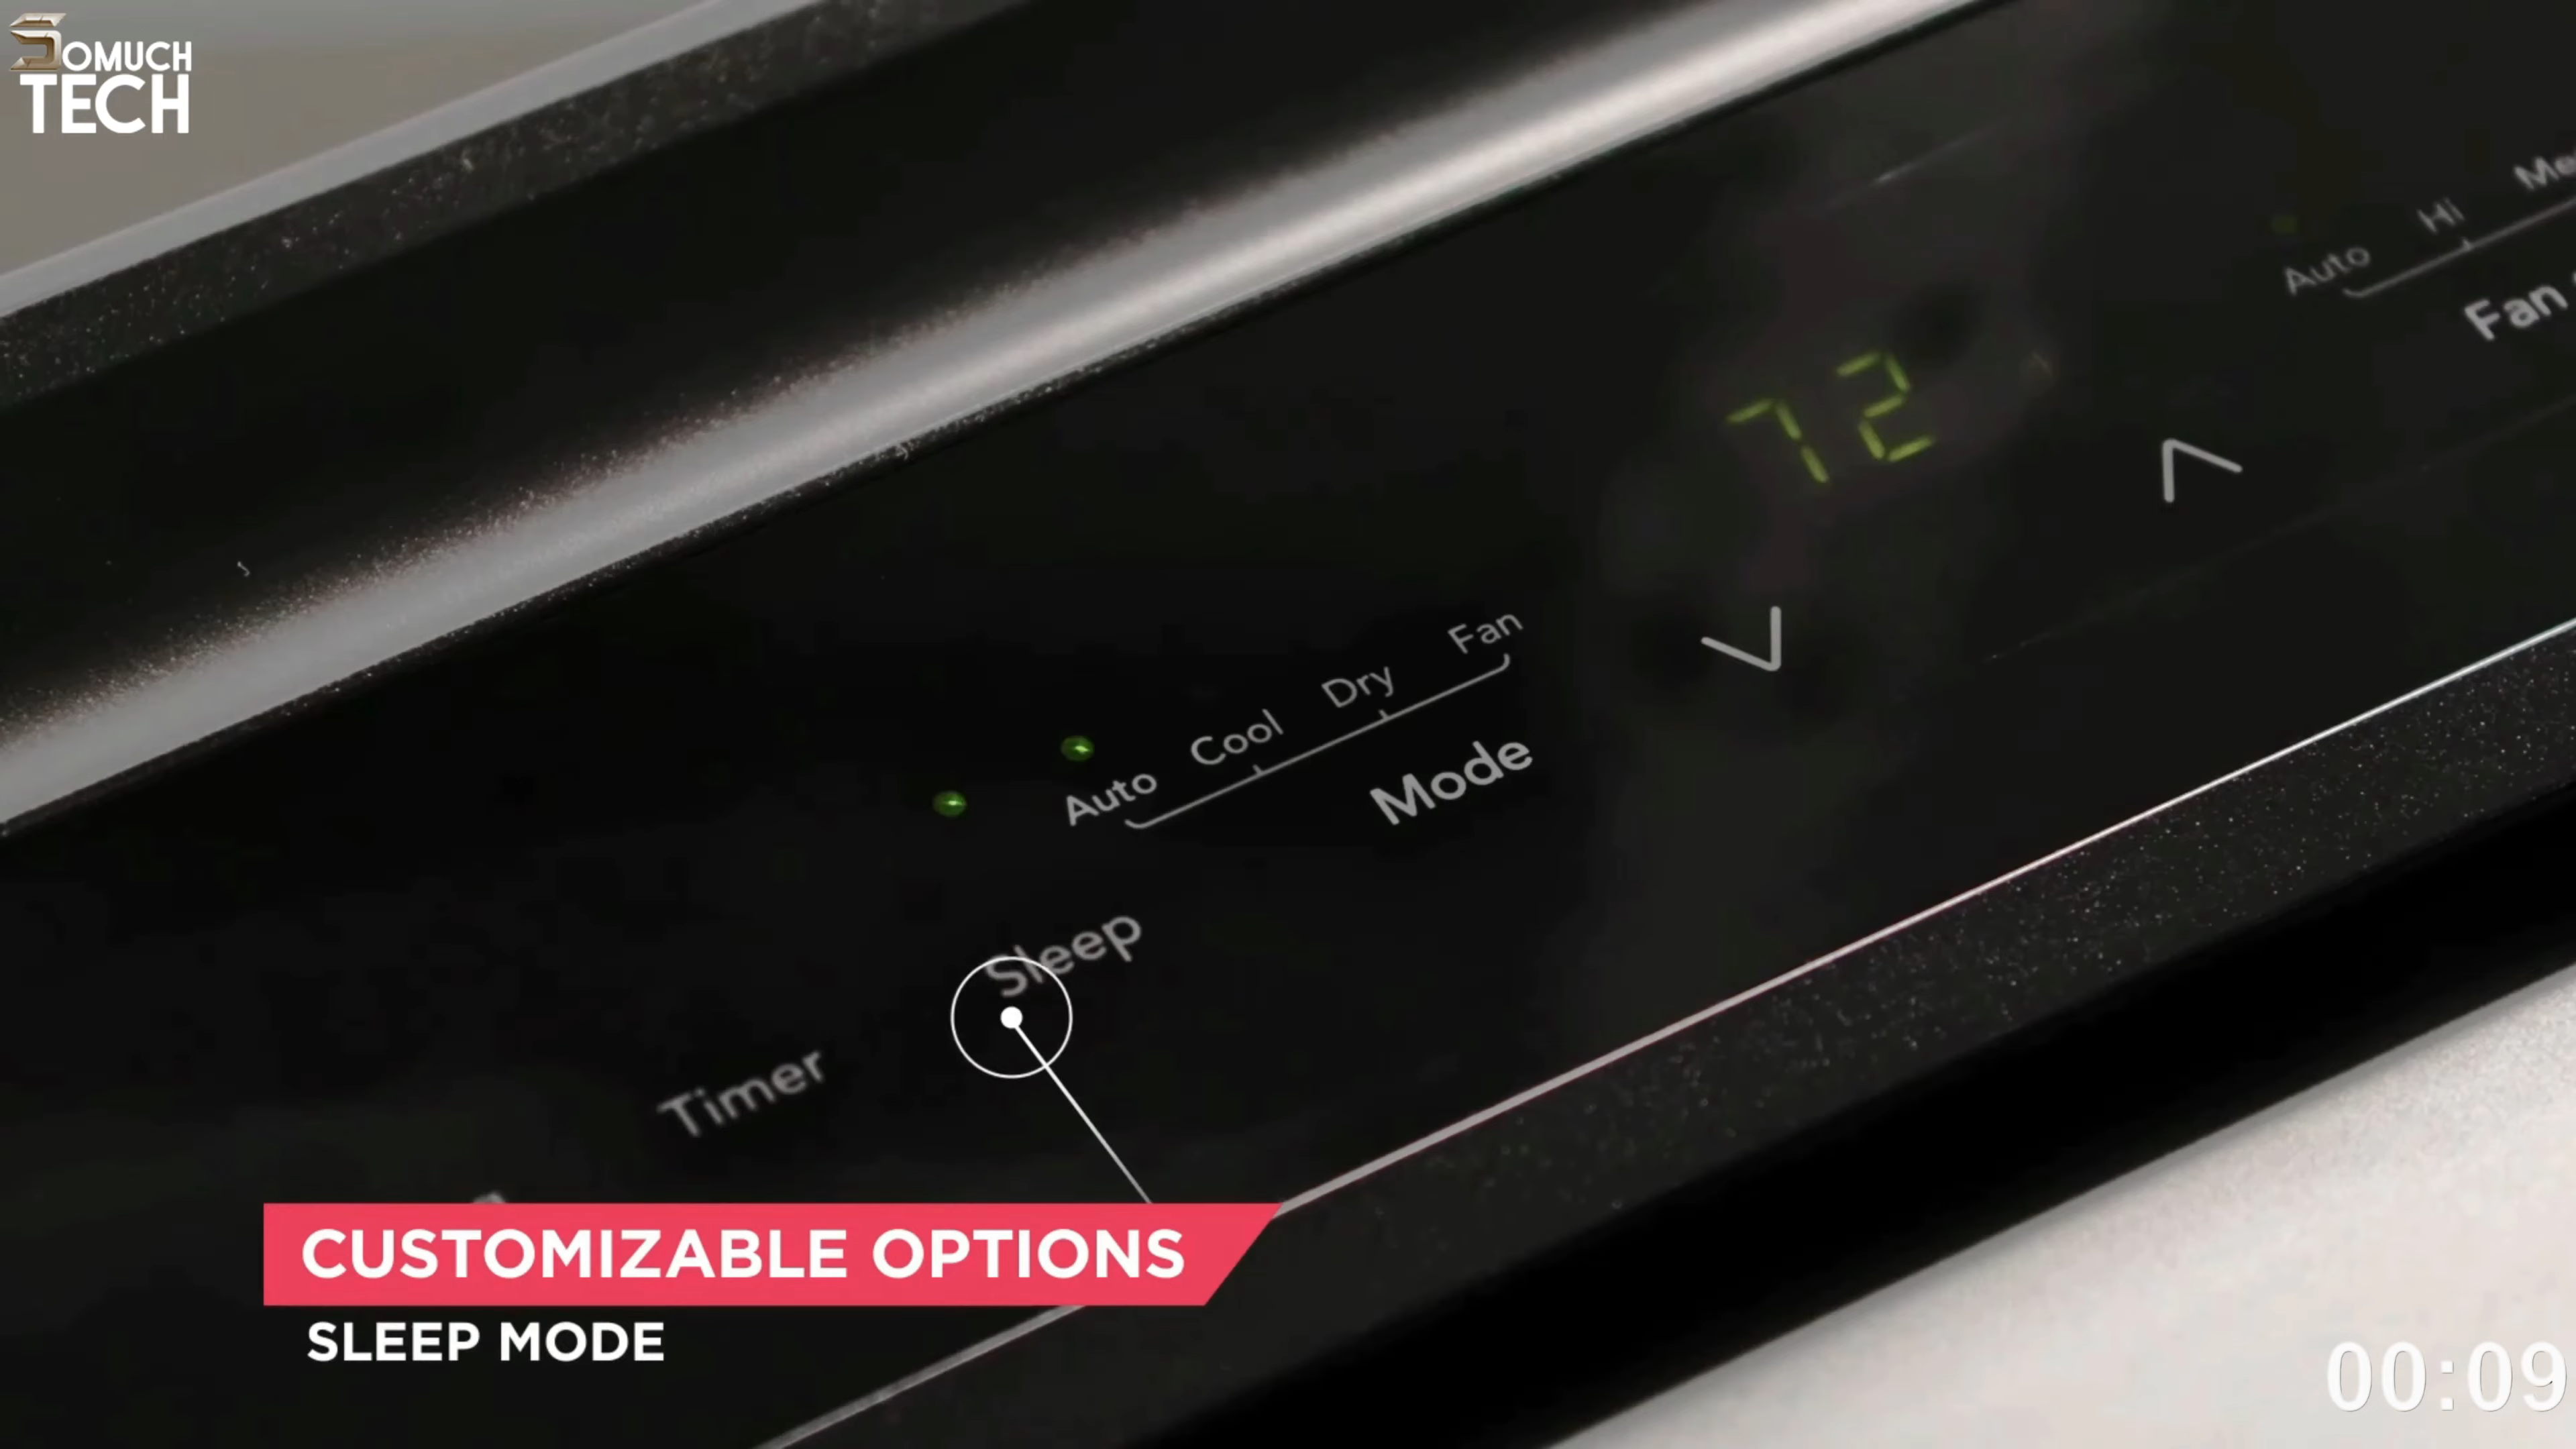 SOMUCH
TECH
72
Auto Hi
Fan
Auto Cool Dry Fan
Mode
Sleep
Timer
CUSTOMIZABLE OPTIONS
SLEEP MODE
00:09